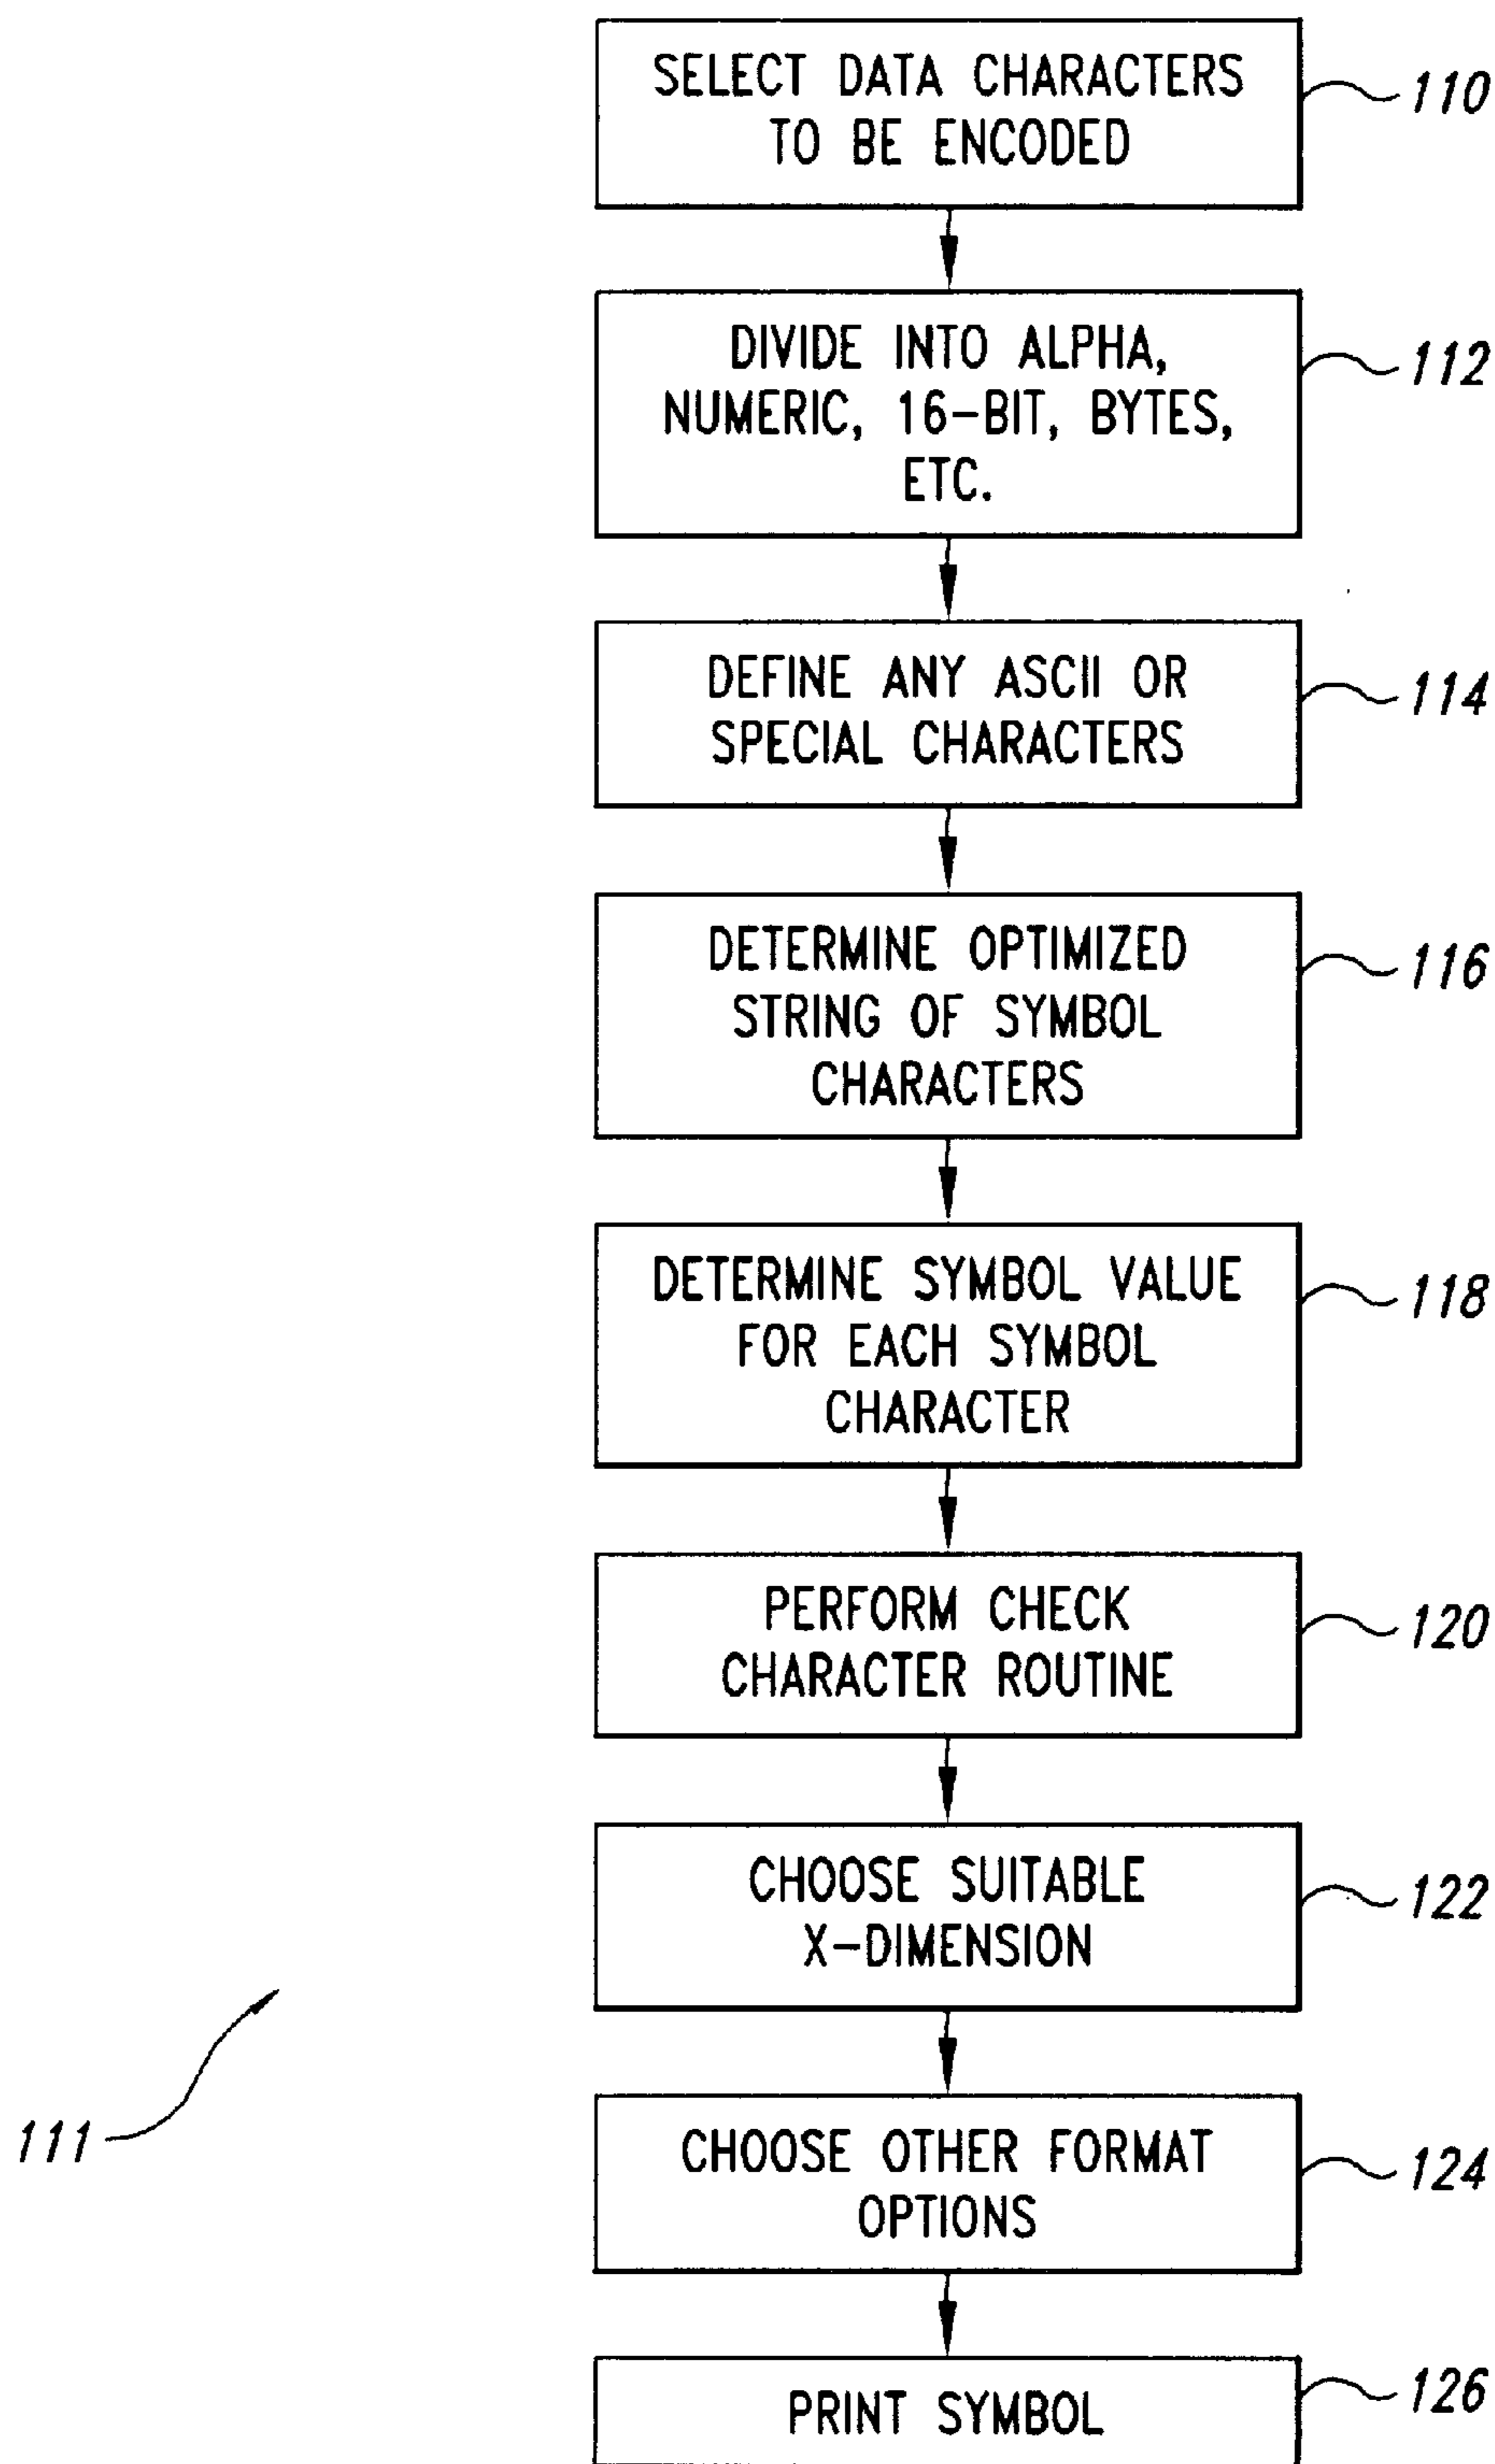 SELECT DATA CHARACTERS
TO BE ENCODED
110
DIVIDE INTO ALPHA,
NUMERIC, 16-BIT, BYTES,
ETC.
112
DEFINE ANY ASCII OR
SPECIAL CHARACTERS
114
DETERMINE OPTIMIZED
STRING OF SYMBOL
CHARACTERS
116
DETERMINE SYMBOL VALUE
FOR EACH SYMBOL
CHARACTER
118
PERFORM CHECK
CHARACTER ROUTINE
120
CHOOSE SUITABLE
X-DIMENSION
122
111
CHOOSE OTHER FORMAT
OPTIONS
124
PRINT SYMBOL
126